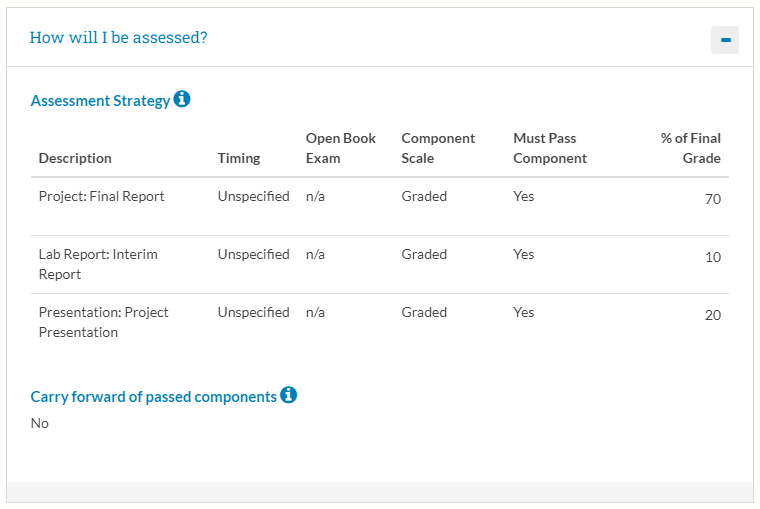 How will I be assessed?
Assessment Strategy
Open Book Component Must Pass % of Final
Description Timing Exam Scale Component Grade
Project: Final Report Unspecified n/a Graded Yes 70
Lab Report: Interim Unspecified n/a Graded Yes 10
Report
Presentation: Project Unspecified n/a Graded Yes 20
Presentation
Carry forward of passed components
No